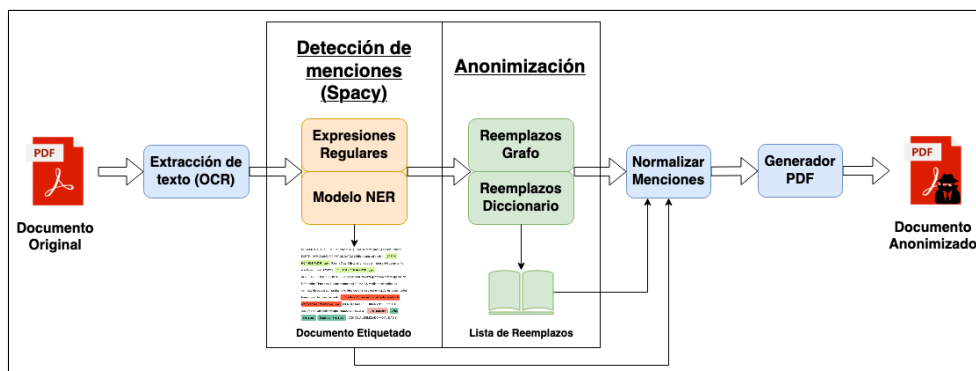 Detección de
menciones
(Spacy)
Anonimización
PDF
Documento
Original
Extracción de
texto (OCR)
Expresiones
Regulares
Modelo NER
Reemplazos
Grafo
Reemplazos
Diccionario
Normalizar
Menciones
Generador
PDF
PDF
Documento
Anonimizado
Documento Etiquetado
Lista de Reemplazos